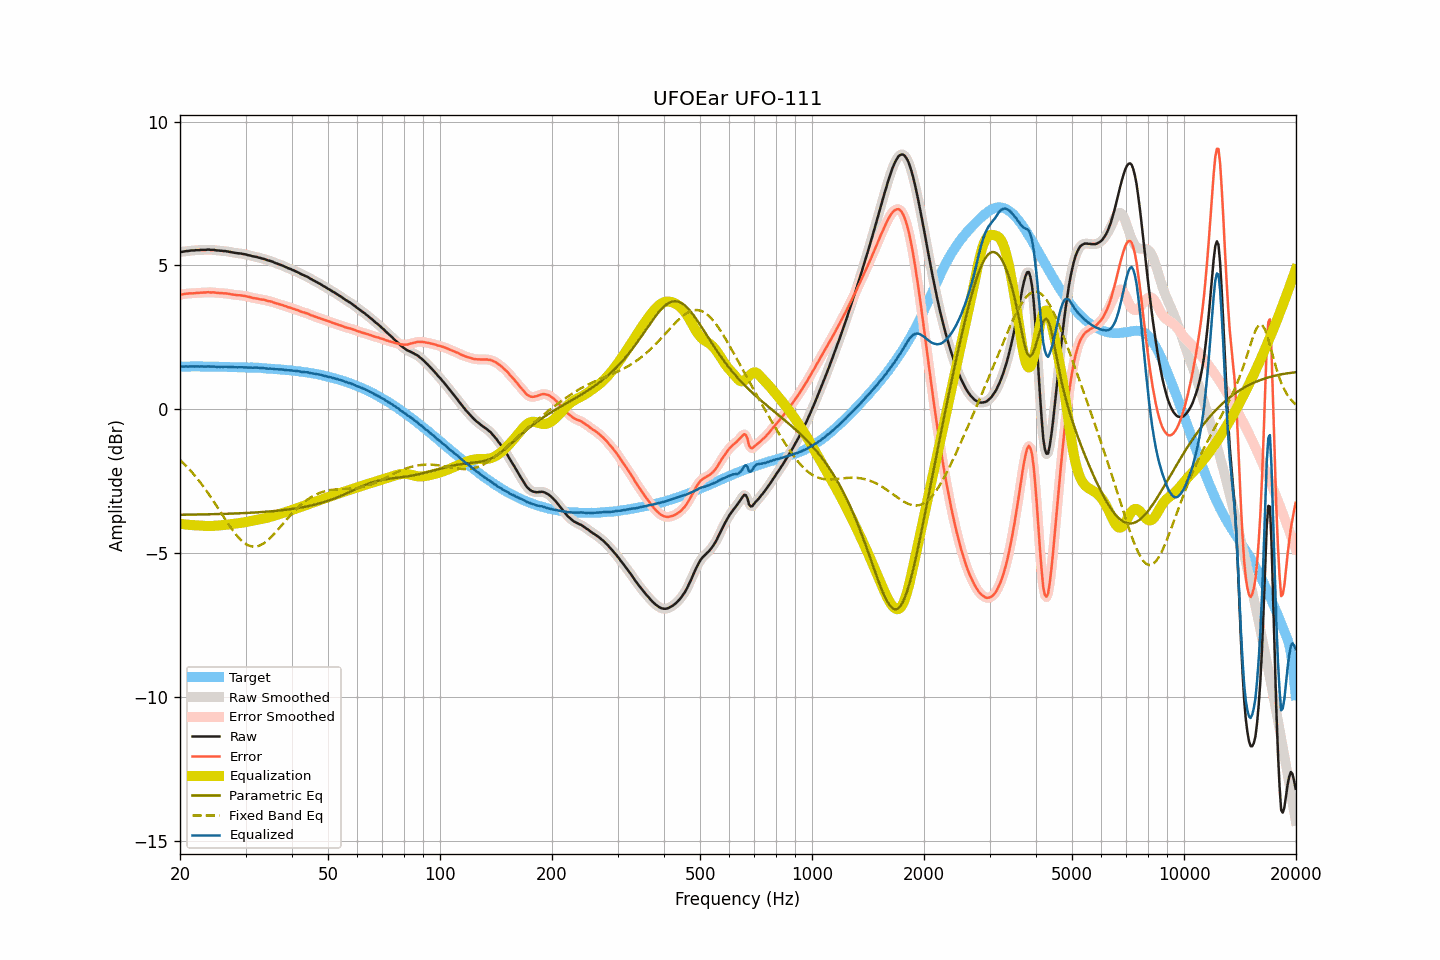 UFOEar UFO-111
Amplitude (dBr)
10
5
0
−5
−10
−15
Target
Raw Smoothed
Error Smoothed
Raw
Error
Equalization
Parametric Eq
Fixed Band Eq
Equalized
20 50 100 200 500 1000 2000 5000 10000 20000
Frequency (Hz)